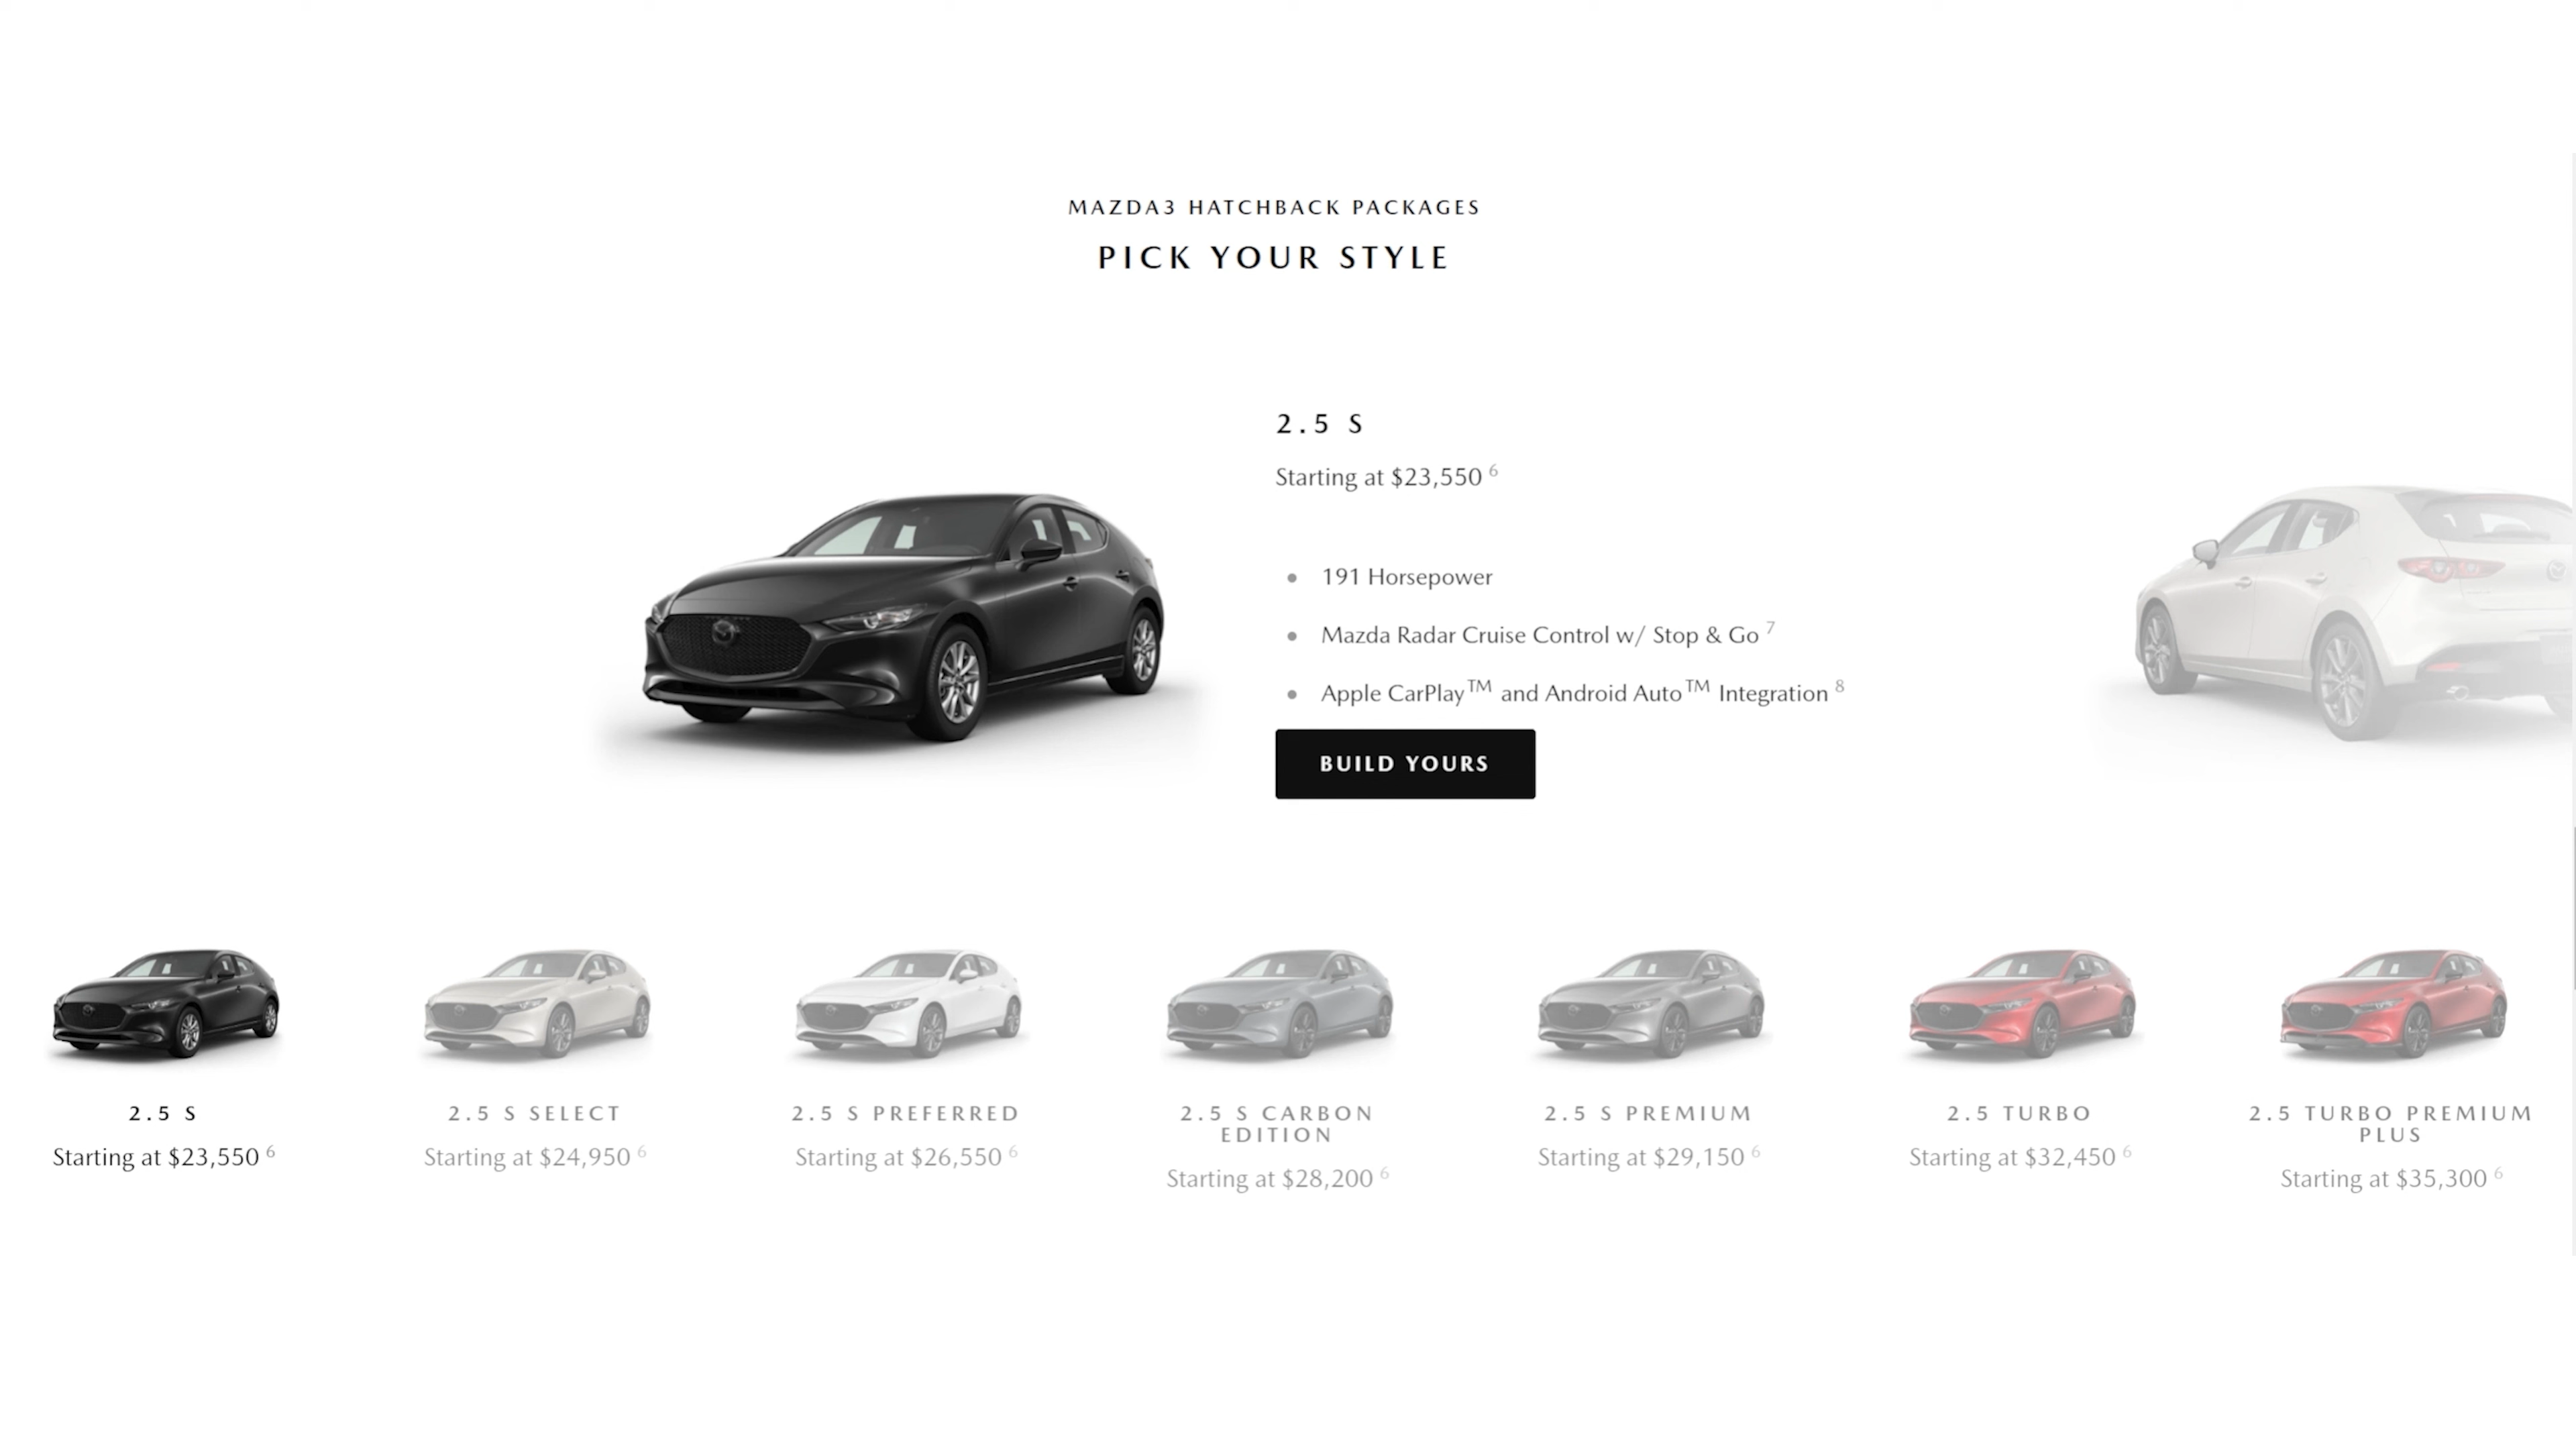 MAZDA3 HATCHBACK PACKAGES
PICK YOUR STYLE
2.5 S
Starting at $23,550 6
191 Horsepower
Mazda Radar Cruise Control w/ Stop & Go 7
Apple CarPlay™ and Android Auto™ Integration 8
BUILD YOURS
2.5 S
Starting at $23,550 6
2.5 S SELECT
Starting at $24,950 6
2.5 S PREFERRED
Starting at $26,550 6
2.5 S CARBON
EDITION
Starting at $28,200 6
2.5 S PREMIUM
Starting at $29,150 6
2.5 TURBO
Starting at $32,450 6
2.5 TURBO PREMIUM
PLUS
Starting at $35,300 6